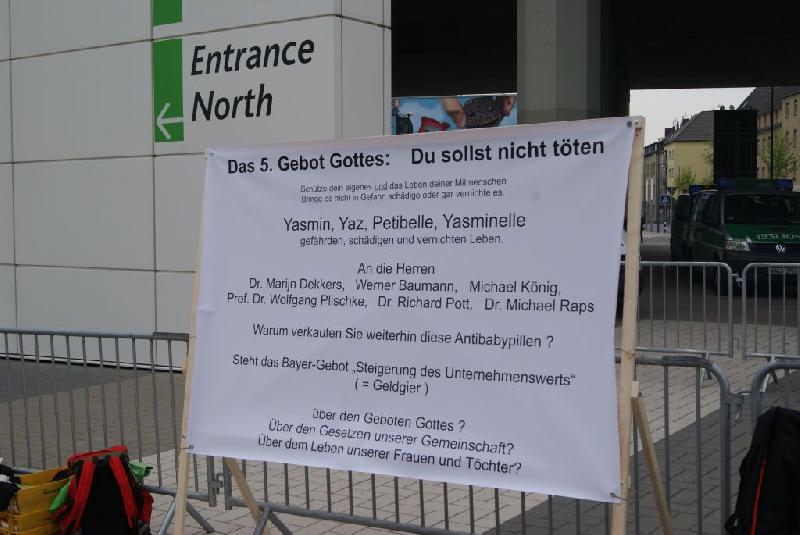 Entrance
North
Das 5. Gebot Gottes: Du sollst nicht töten
Schütze dein eigenes und das Leben deiner Mitmenschen
Bringe es nicht in Gefahr, schädige oder gar vernichte es.
Yasmin, Yaz, Petibelle, Yasminelle
gefährden, schädigen und vernichten Leben.
An die Herren
Dr. Marijn Dekkers, Werner Baumann, Michael König,
Prof. Dr. Wolfgang Plischke, Dr. Richard Pott, Dr. Michael Raps
Warum verkaufen Sie weiterhin diese Antibabypillen ?
Steht das Bayer-Gebot „Steigerung des Unternehmenswerts"
( = Geldgier )
über den Geboten Gottes ?
Über den Gesetzen unserer Gemeinschaft?
Über dem Leben unserer Frauen und Töchter?